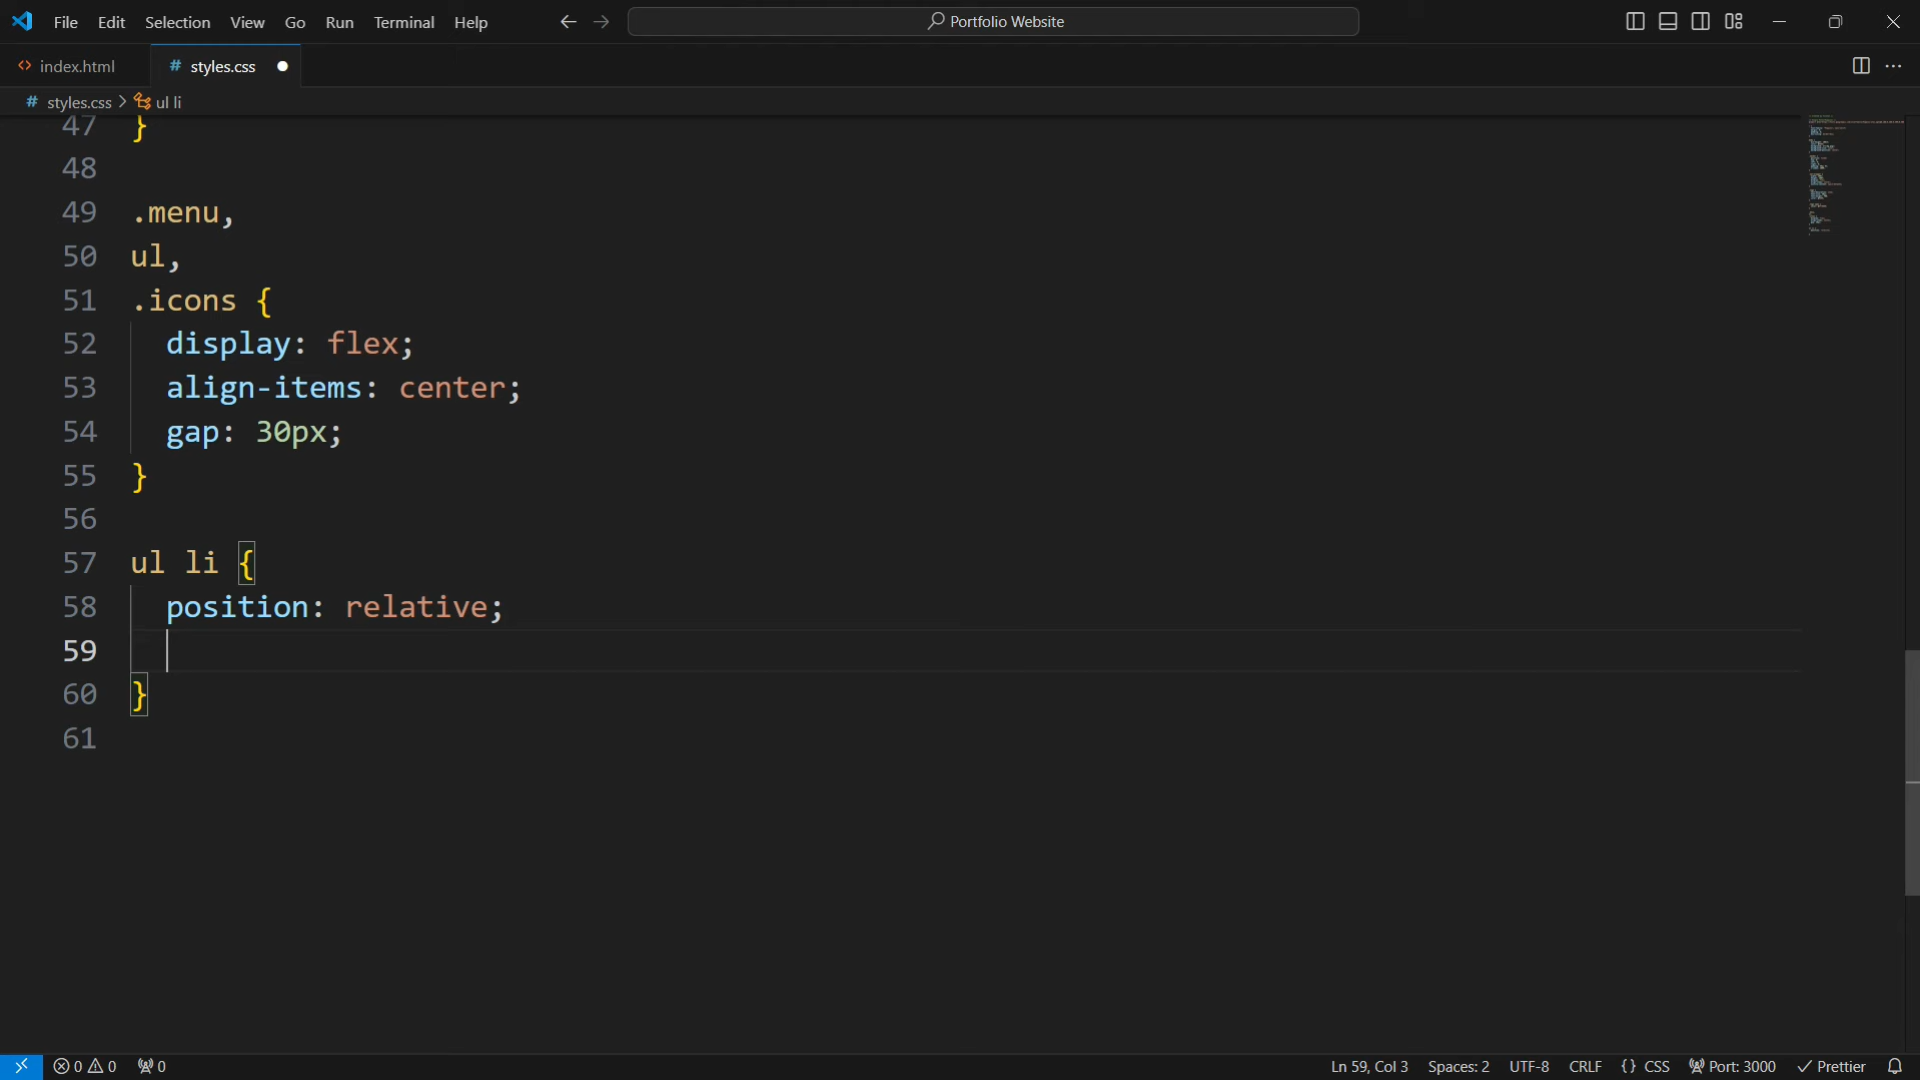 File Edit Selection View Go Run Terminal Help
Portfolio Website
index.html
styles.css
styles.css > ul li
47 }
48
49 .menu,
50 ul,
51 .icons {
52 display: flex;
53 align-items: center;
54 gap: 30px;
55 }
56
57 ul li {
58 position: relative;
59
60 }
61
0 0 0 Ln 59, Col 3 Spaces: 2 UTF-8 CRLF {} CSS Port: 3000 Prettier